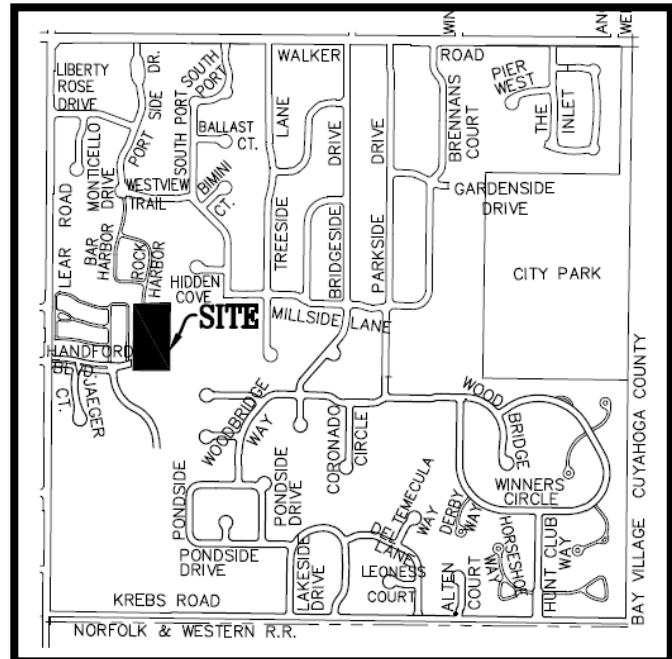 WIN
AN
WE
WALKER
ROAD
LIBERTY
ROSE
DRIVE
PORT SIDE DR.
SOUTH PORT
SOUTH PORT
BALLAST
CT.
BIMINI
CT.
MONTICELLO
DRIVE
WESTVIEW
TRAIL
LEAR ROAD
BAR
HARBOR
ROCK
HARBOR
HIDDEN
COVE
TREESIDE LANE
BRIDGESIDE DRIVE
PARKSIDE DRIVE
BRENNANS
COURT
PIER
WEST
THE
INLET
GARDENSIDE
DRIVE
CITY PARK
SITE
MILLSIDE LANE
HANDFORD
BLVD.
JAEGER
CT.
WOODBRIDGE
WAY
CORONADO
CIRCLE
WOOD
BRIDGE
WINNERS
CIRCLE
PONDSIDE
PONDSIDE
DRIVE
PONDSIDE
DRIVE
LAKESIDE
DRIVE
DEL
LANE
TEMECULA
WAY
DERBY
WAY
LEONESS
COURT
ALTEN
COURT
HORSESHOE
WAY
HUNT CLUB
WAY
KREBS ROAD
NORFOLK & WESTERN R.R.
BAY VILLAGE CUYAHOGA COUNTY